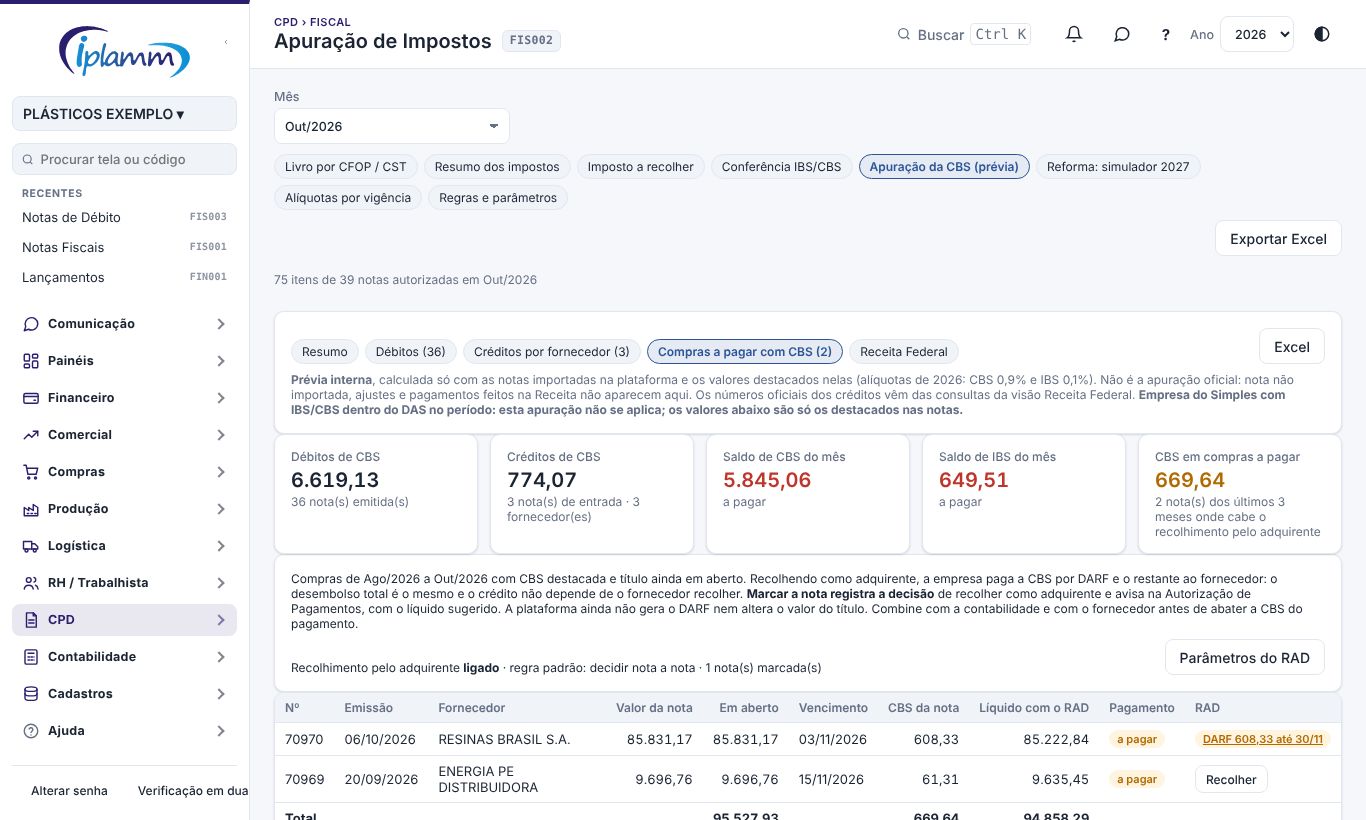 iplamm
PLÁSTICOS EXEMPLO ▾
Procurar tela ou código
RECENTES
Notas de Débito FIS003
Notas Fiscais FIS001
Lançamentos FIN001
Comunicação
Painéis
Financeiro
Comercial
Compras
Produção
Logística
RH / Trabalhista
CPD
Contabilidade
Cadastros
Ajuda
Alterar senha Verificação em dua
CPD › FISCAL
Apuração de Impostos FIS002
Buscar Ctrl K ? Ano 2026
Mês
Out/2026
Livro por CFOP / CST Resumo dos impostos Imposto a recolher Conferência IBS/CBS Apuração da CBS (prévia) Reforma: simulador 2027
Alíquotas por vigência Regras e parâmetros
Exportar Excel
75 itens de 39 notas autorizadas em Out/2026
Resumo Débitos (36) Créditos por fornecedor (3) Compras a pagar com CBS (2) Receita Federal Excel
Prévia interna, calculada só com as notas importadas na plataforma e os valores destacados nelas (alíquotas de 2026: CBS 0,9% e IBS 0,1%). Não é a apuração oficial: nota não
importada, ajustes e pagamentos feitos na Receita não aparecem aqui. Os números oficiais dos créditos vêm das consultas da visão Receita Federal. Empresa do Simples com
IBS/CBS dentro do DAS no período: esta apuração não se aplica; os valores abaixo são só os destacados nas notas.
Débitos de CBS
6.619,13
36 nota(s) emitida(s)
Créditos de CBS
774,07
3 nota(s) de entrada · 3
fornecedor(es)
Saldo de CBS do mês
5.845,06
a pagar
Saldo de IBS do mês
649,51
a pagar
CBS em compras a pagar
669,64
2 nota(s) dos últimos 3
meses onde cabe o
recolhimento pelo adquirente
Compras de Ago/2026 a Out/2026 com CBS destacada e título ainda em aberto. Recolhendo como adquirente, a empresa paga a CBS por DARF e o restante ao fornecedor: o
desembolso total é o mesmo e o crédito não depende de o fornecedor recolher. Marcar a nota registra a decisão de recolher como adquirente e avisa na Autorização de
Pagamentos, com o líquido sugerido. A plataforma ainda não gera o DARF nem altera o valor do título. Combine com a contabilidade e com o fornecedor antes de abater a CBS do
pagamento.
Recolhimento pelo adquirente ligado · regra padrão: decidir nota a nota · 1 nota(s) marcada(s)
Parâmetros do RAD
Nº Emissão Fornecedor Valor da nota Em aberto Vencimento CBS da nota Líquido com o RAD Pagamento RAD
70970 06/10/2026 RESINAS BRASIL S.A. 85.831,17 85.831,17 03/11/2026 608,33 85.222,84 a pagar DARF 608,33 até 30/11
70969 20/09/2026 ENERGIA PE DISTRIBUIDORA 9.696,76 9.696,76 15/11/2026 61,31 9.635,45 a pagar Recolher
Total 95.527,93 669,64 94.858,29